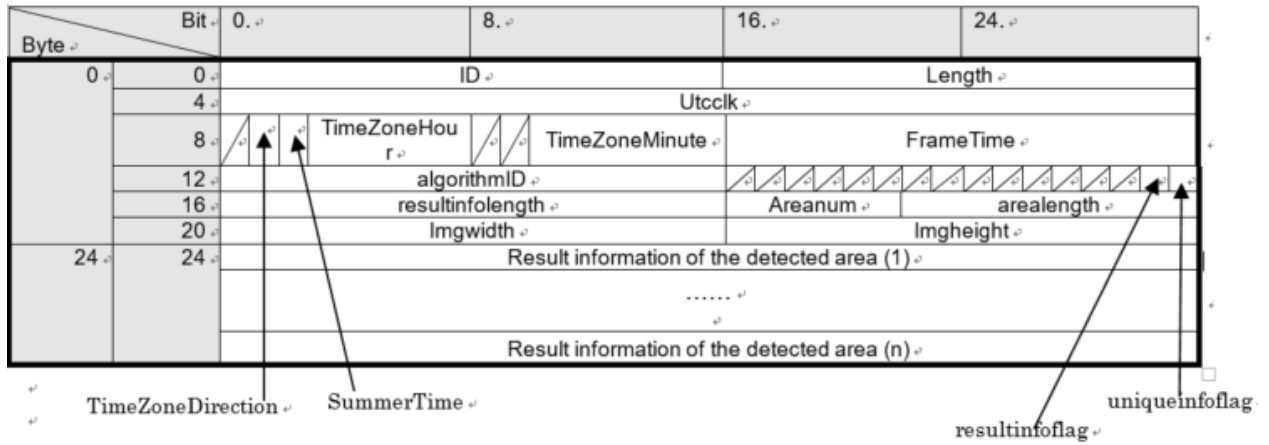 Bit 0. 8. 16. 24.
Byte
0 0 ID Length
4 Utcclk
8 TimeZoneHou
r TimeZoneMinute FrameTime
12 algorithmID
16 resultinfolength Areanum arealength
20 Imgwidth Imgheight
24 24 Result information of the detected area (1)
......
Result information of the detected area (n)
TimeZoneDirection SummerTime uniqueinfoflag
resultinfoflag